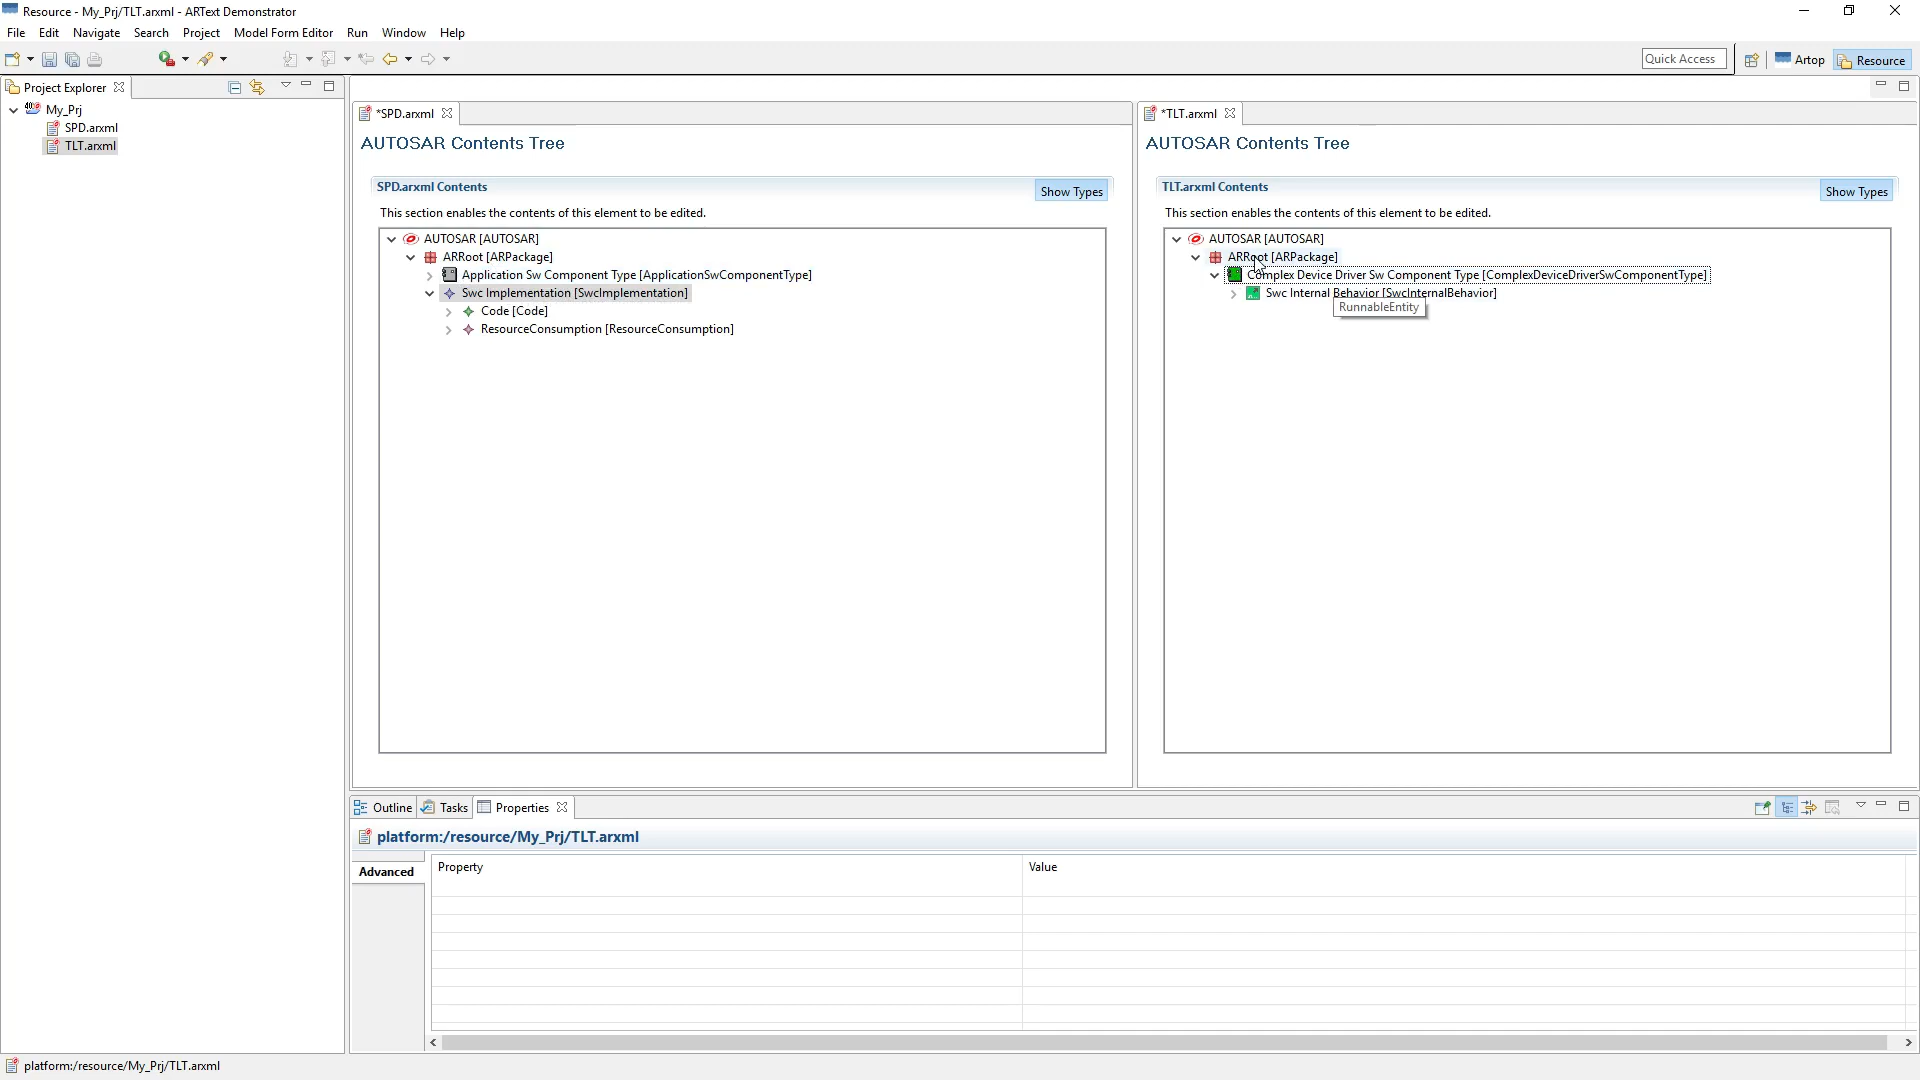 Resource - My_Prj/TLT.arxml - ARText Demonstrator
File Edit Navigate Search Project Model Form Editor Run Window Help
Quick Access
Artop
Resource
Project Explorer
My_Prj
SPD.arxml
TLT.arxml
*SPD.arxml
AUTOSAR Contents Tree
SPD.arxml Contents
Show Types
This section enables the contents of this element to be edited.
AUTOSAR [AUTOSAR]
ARRoot [ARPackage]
Application Sw Component Type [ApplicationSwComponentType]
Swc Implementation [SwcImplementation]
Code [Code]
ResourceConsumption [ResourceConsumption]
*TLT.arxml
AUTOSAR Contents Tree
TLT.arxml Contents
Show Types
This section enables the contents of this element to be edited.
AUTOSAR [AUTOSAR]
ARRoot [ARPackage]
Complex Device Driver Sw Component Type [ComplexDeviceDriverSwComponentType]
Swc Internal Behavior [SwcInternalBehavior]
RunnableEntity
Outline Tasks Properties
platform:/resource/My_Prj/TLT.arxml
Advanced
Property Value
platform:/resource/My_Prj/TLT.arxml